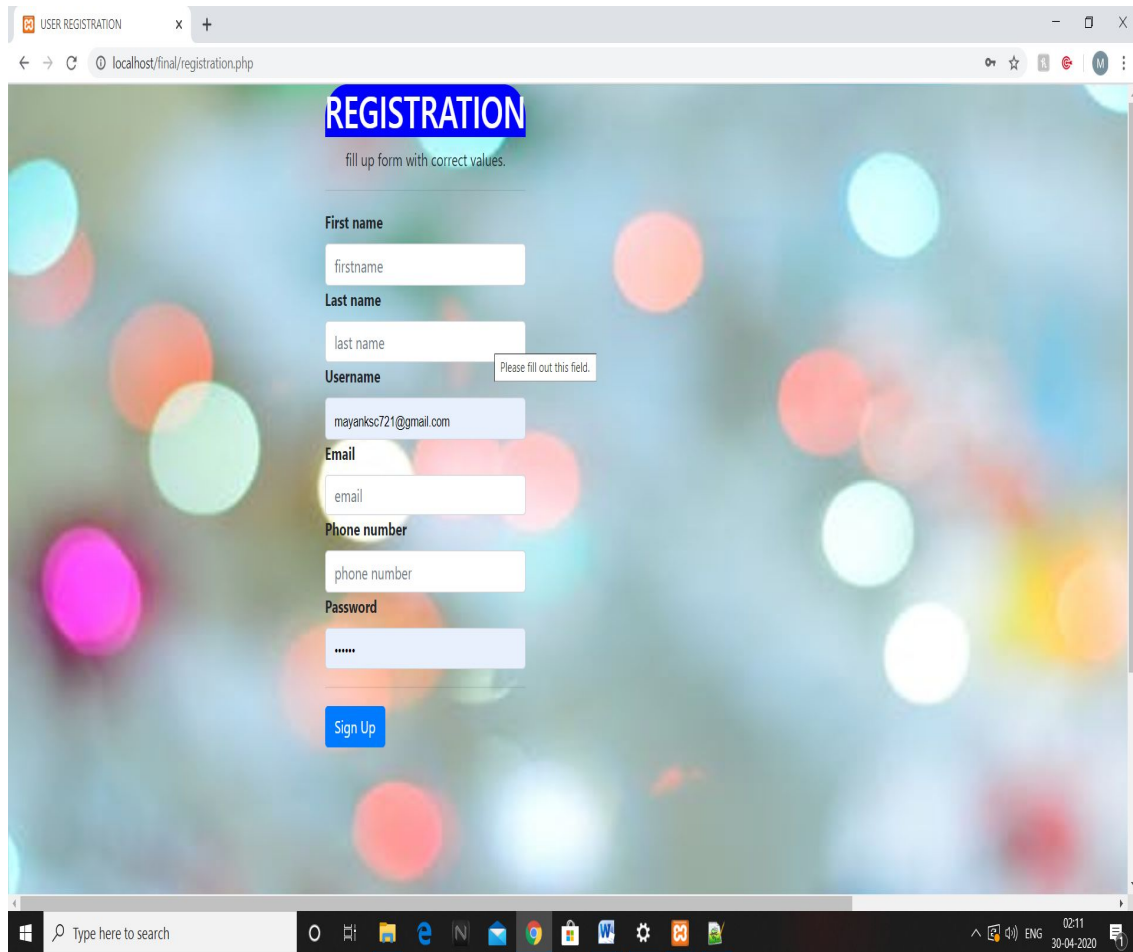 USER REGISTRATION
localhost/final/registration.php
M
REGISTRATION
fill up form with correct values.
First name
firstname
Last name
last name
Please fill out this field.
Username
mayanksc721@gmail.com
Email
email
Phone number
phone number
Password
••••••
Sign Up
Type here to search
ENG
02:11
30-04-2020